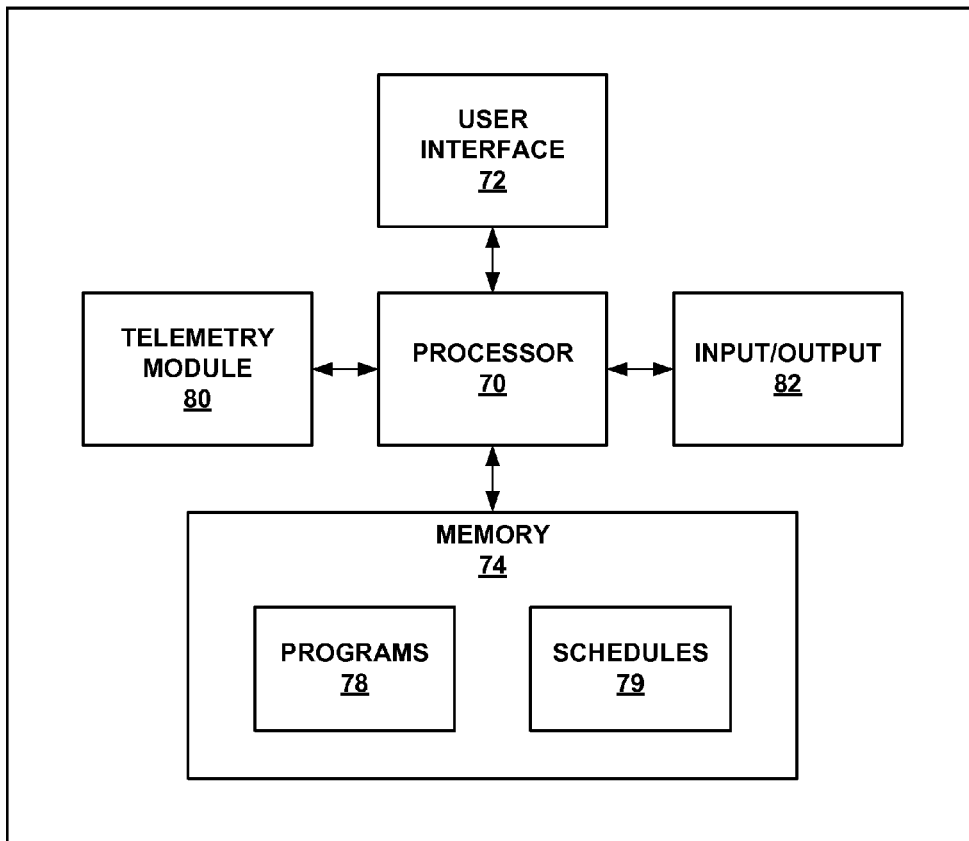 USER
INTERFACE
72
TELEMETRY
MODULE
80
PROCESSOR
70
INPUT/OUTPUT
82
MEMORY
74
PROGRAMS
78
SCHEDULES
79